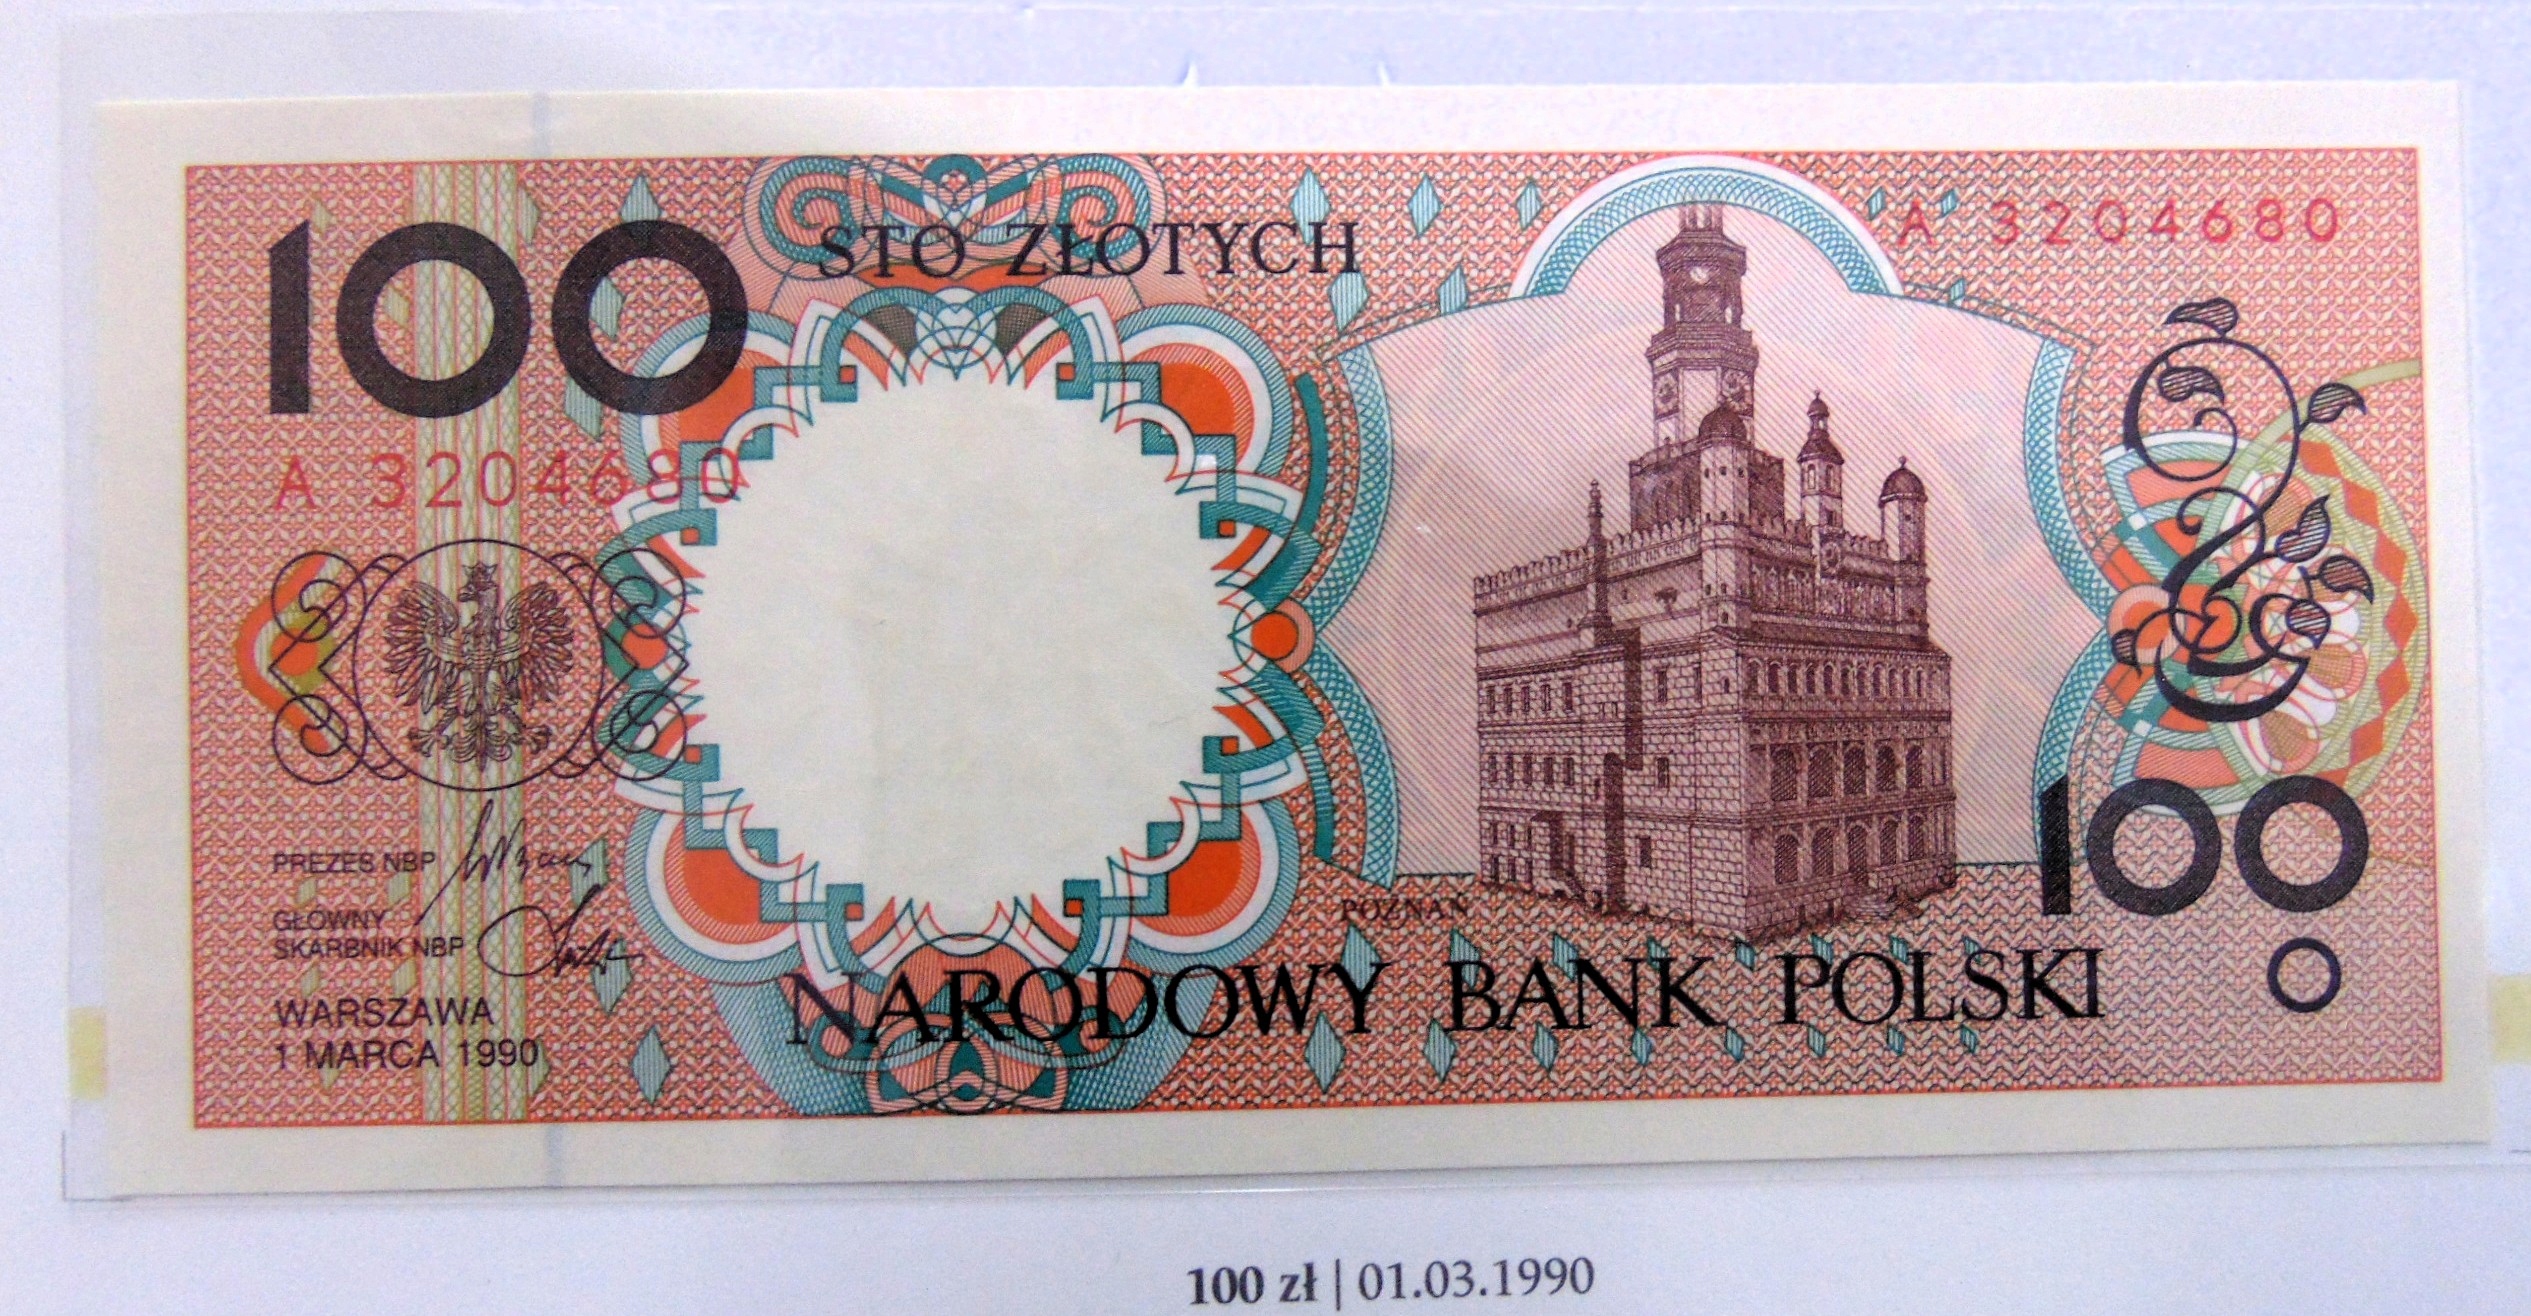 100
STO ZŁOTYCH
A 3204680
A 3204680
PREZES NBP
GŁÓWNY
SKARBNIK NBP
WARSZAWA
1 MARCA 1990
POZNAŃ
100
NARODOWY BANK POLSKI
100 zł | 01.03.1990